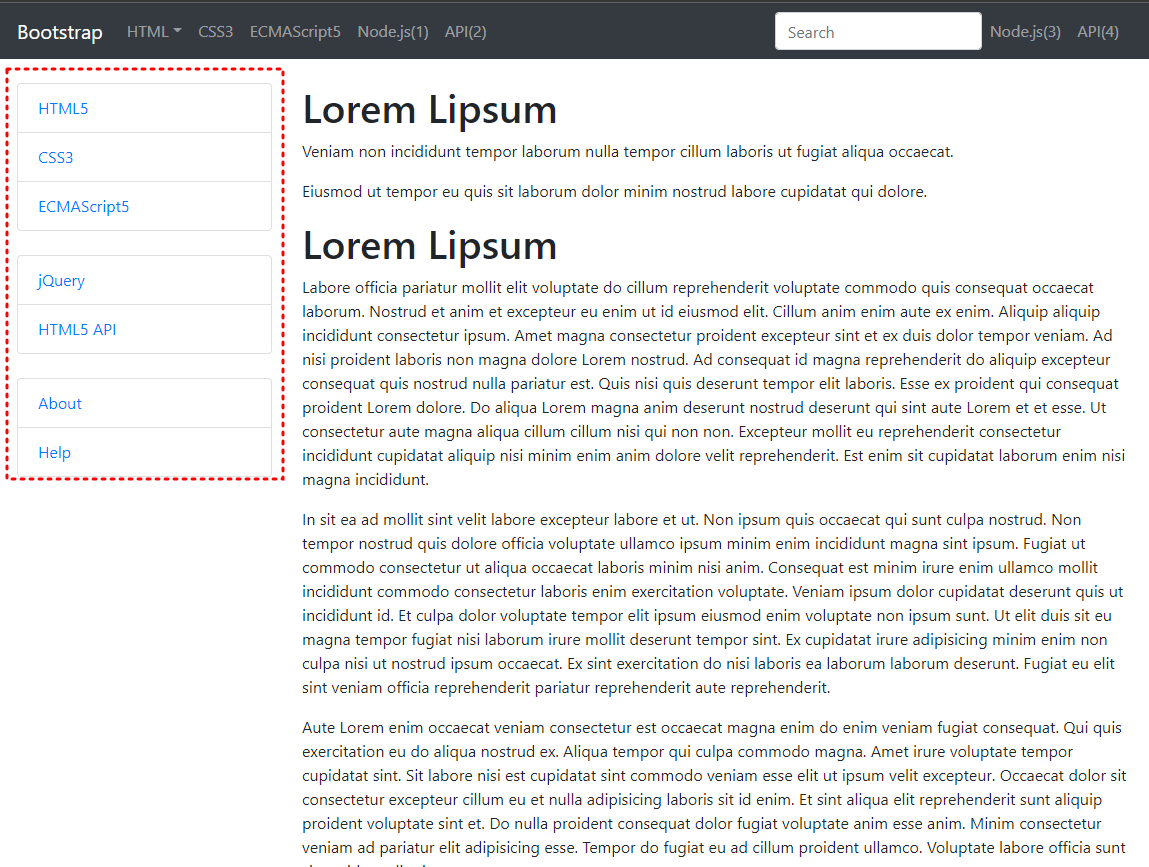 Bootstrap HTML CSS3 ECMAScript5 Node.js(1) API(2) Search Node.js(3) API(4)
HTML5
CSS3
ECMAScript5
jQuery
HTML5 API
About
Help
Lorem Lipsum
Veniam non incididunt tempor laborum nulla tempor cillum laboris ut fugiat aliqua occaecat.
Eiusmod ut tempor eu quis sit laborum dolor minim nostrud labore cupidatat qui dolore.
Lorem Lipsum
Labore officia pariatur mollit elit voluptate do cillum reprehenderit voluptate commodo quis consequat occaecat
laborum. Nostrud et anim et excepteur eu enim ut id eiusmod elit. Cillum anim enim aute ex enim. Aliquip aliquip
incididunt consectetur ipsum. Amet magna consectetur proident excepteur sint et ex duis dolor tempor veniam. Ad
nisi proident laboris non magna dolore Lorem nostrud. Ad consequat id magna reprehenderit do aliquip excepteur
consequat quis nostrud nulla pariatur est. Quis nisi quis deserunt tempor elit laboris. Esse ex proident qui consequat
proident Lorem dolore. Do aliqua Lorem magna anim deserunt nostrud deserunt qui sint aute Lorem et et esse. Ut
consectetur aute magna aliqua cillum cillum nisi qui non non. Excepteur mollit eu reprehenderit consectetur
incididunt cupidatat aliquip nisi minim enim anim dolore velit reprehenderit. Est enim sit cupidatat laborum enim nisi
magna incididunt.
In sit ea ad mollit sint velit labore excepteur labore et ut. Non ipsum quis occaecat qui sunt culpa nostrud. Non
tempor nostrud quis dolore officia voluptate ullamco ipsum minim enim incididunt magna sint ipsum. Fugiat ut
commodo consectetur ut aliqua occaecat laboris minim nisi anim. Consequat est minim irure enim ullamco mollit
incididunt commodo consectetur laboris enim exercitation voluptate. Veniam ipsum dolor cupidatat deserunt quis ut
incididunt id. Et culpa dolor voluptate tempor elit ipsum eiusmod enim voluptate non ipsum sunt. Ut elit duis sit eu
magna tempor fugiat nisi laborum irure mollit deserunt tempor sint. Ex cupidatat irure adipisicing minim enim non
culpa nisi ut nostrud ipsum occaecat. Ex sint exercitation do nisi laboris ea laborum laborum deserunt. Fugiat eu elit
sint veniam officia reprehenderit pariatur reprehenderit aute reprehenderit.
Aute Lorem enim occaecat veniam consectetur est occaecat magna enim do enim veniam fugiat consequat. Qui quis
exercitation eu do aliqua nostrud ex. Aliqua tempor qui culpa commodo magna. Amet irure voluptate tempor
cupidatat sint. Sit labore nisi est cupidatat sint commodo veniam esse elit ut ipsum velit excepteur. Occaecat dolor sit
consectetur excepteur cillum eu et nulla adipisicing laboris sit id enim. Et sint aliqua elit reprehenderit sunt aliquip
proident voluptate sint et. Do nulla proident consequat dolor fugiat voluptate anim esse anim. Minim consectetur
veniam ad pariatur elit adipisicing esse. Tempor do fugiat eu ad cillum proident ullamco. Voluptate labore officia sunt